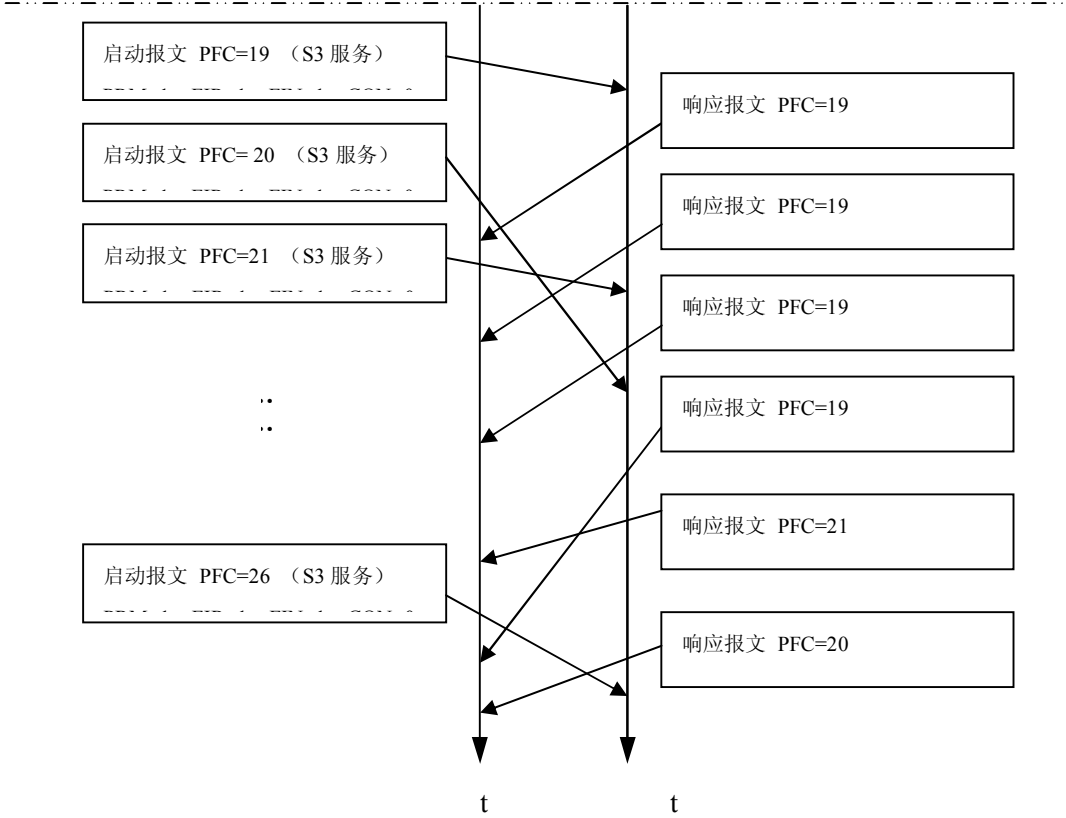 启动报文 PFC=19 （S3 服务）
响应报文 PFC=19
启动报文 PFC= 20 （S3 服务）
响应报文 PFC=19
启动报文 PFC=21 （S3 服务）
响应报文 PFC=19
响应报文 PFC=19
响应报文 PFC=21
启动报文 PFC=26 （S3 服务）
响应报文 PFC=20
t t